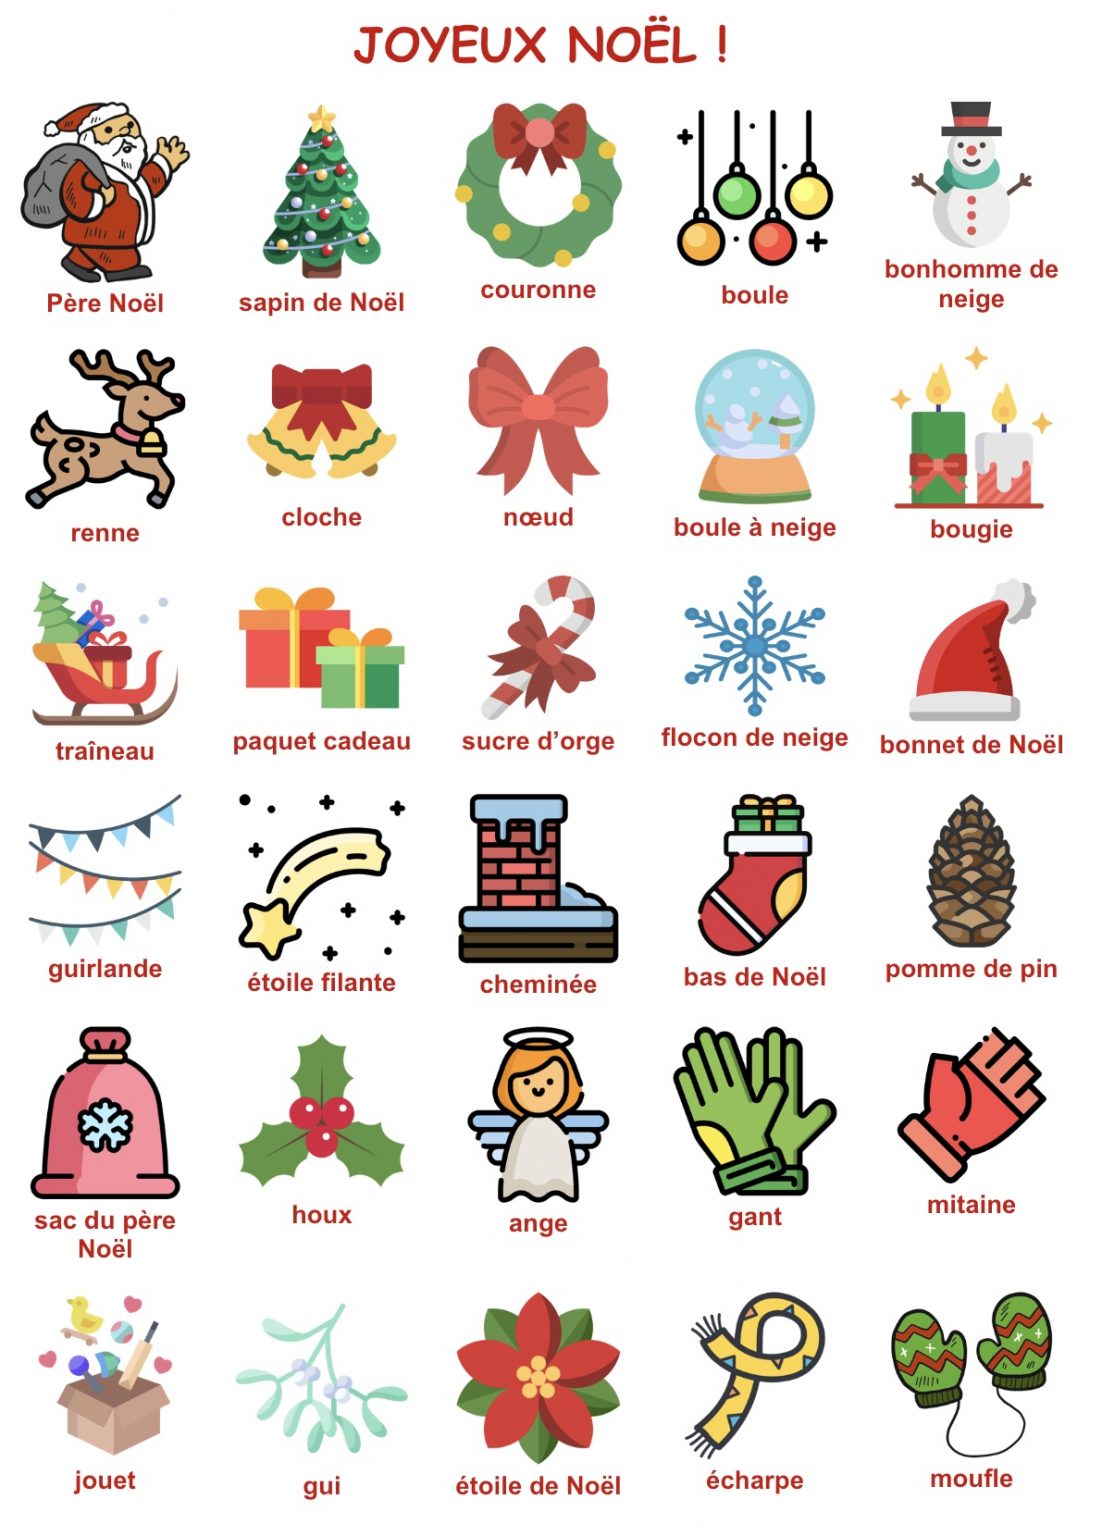 JOYEUX NOËL !
Père Noël
sapin de Noël
couronne
boule
bonhomme de
neige
renne
cloche
nœud
boule à neige
bougie
traîneau
paquet cadeau
sucre d’orge
flocon de neige
bonnet de Noël
guirlande
étoile filante
cheminée
bas de Noël
pomme de pin
sac du père
Noël
houx
ange
gant
mitaine
jouet
gui
étoile de Noël
écharpe
moufle